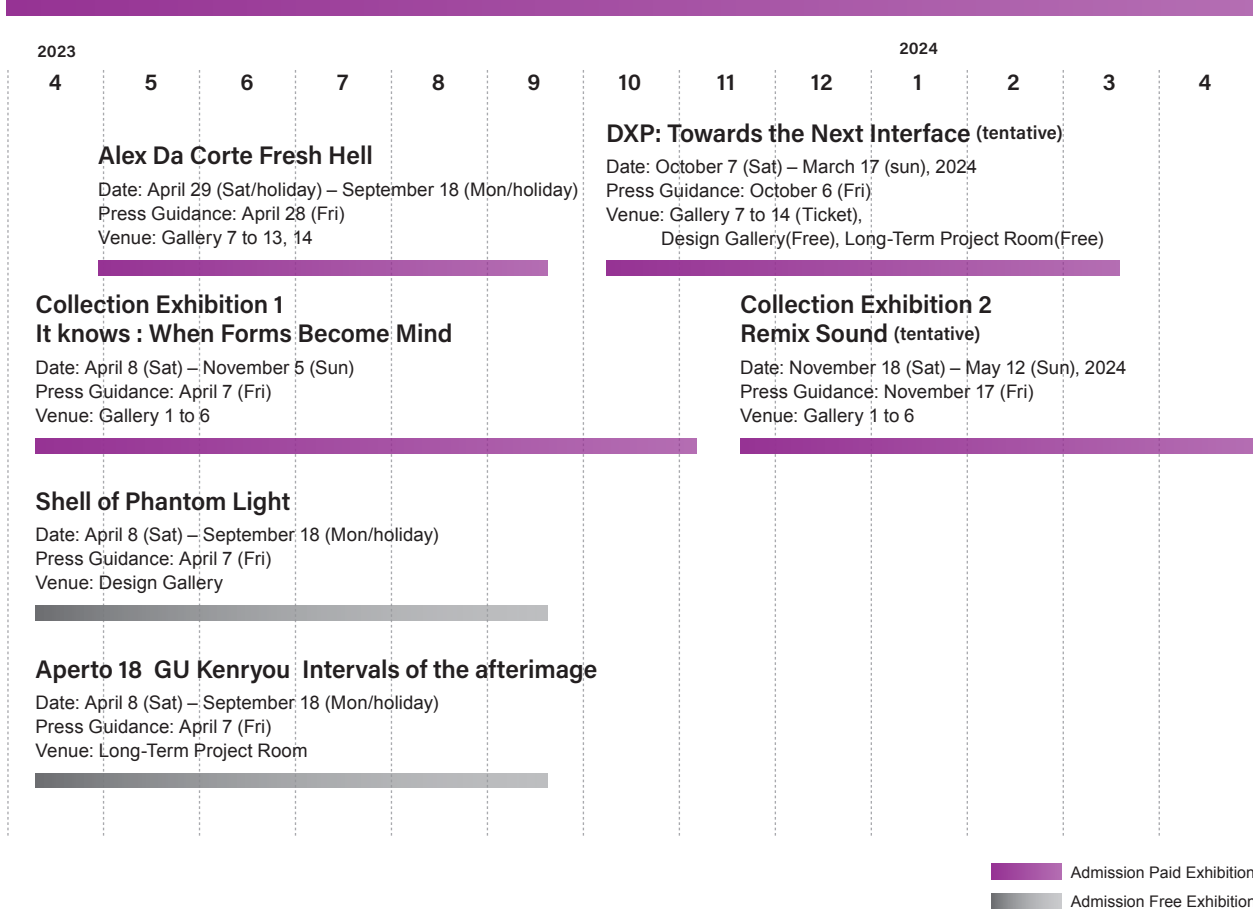 2023
2024
4 5 6 7 8 9 10 11 12 1 2 3 4
Alex Da Corte Fresh Hell
Date: April 29 (Sat/holiday) – September 18 (Mon/holiday)
Press Guidance: April 28 (Fri)
Venue: Gallery 7 to 13, 14
DXP: Towards the Next Interface (tentative)
Date: October 7 (Sat) – March 17 (sun), 2024
Press Guidance: October 6 (Fri)
Venue: Gallery 7 to 14 (Ticket),
Design Gallery(Free), Long-Term Project Room(Free)
Collection Exhibition 1
It knows : When Forms Become Mind
Date: April 8 (Sat) – November 5 (Sun)
Press Guidance: April 7 (Fri)
Venue: Gallery 1 to 6
Collection Exhibition 2
Remix Sound (tentative)
Date: November 18 (Sat) – May 12 (Sun), 2024
Press Guidance: November 17 (Fri)
Venue: Gallery 1 to 6
Shell of Phantom Light
Date: April 8 (Sat) – September 18 (Mon/holiday)
Press Guidance: April 7 (Fri)
Venue: Design Gallery
Aperto 18  GU Kenryou  Intervals of the afterimage
Date: April 8 (Sat) – September 18 (Mon/holiday)
Press Guidance: April 7 (Fri)
Venue: Long-Term Project Room
Admission Paid Exhibition
Admission Free Exhibition